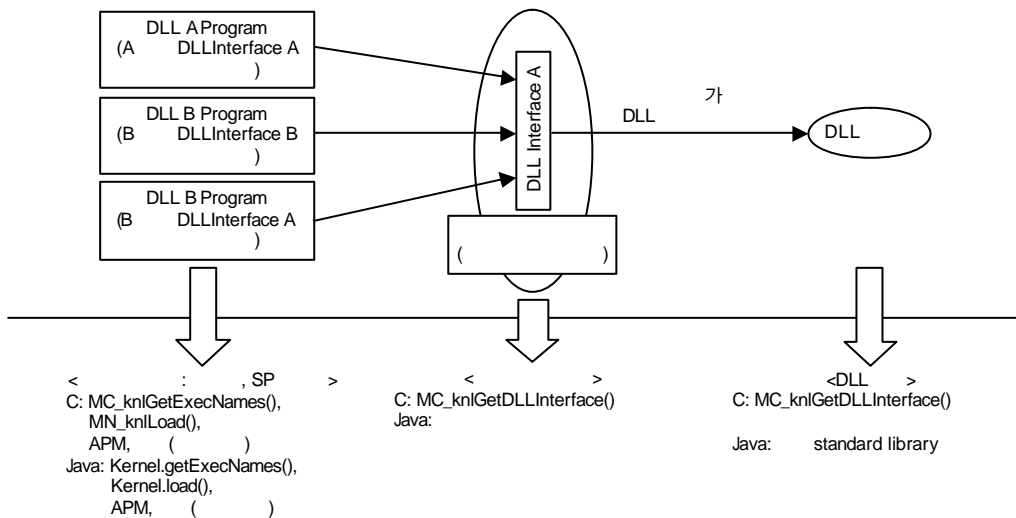 DLL A Program
(A DLLInterface A
)
DLL B Program
(B DLLInterface B
)
DLL B Program
(B DLLInterface A
)
DLL Interface A
( )
가
DLL
DLL
< : , SP >
C: MC_knlGetExecNames(),
MN_knlLoad(),
APM, ( )
Java: Kernel.getExecNames(),
Kernel.load(),
APM, ( )
< >
C: MC_knlGetDLLInterface()
Java:
<DLL >
C: MC_knlGetDLLInterface()
Java: standard library